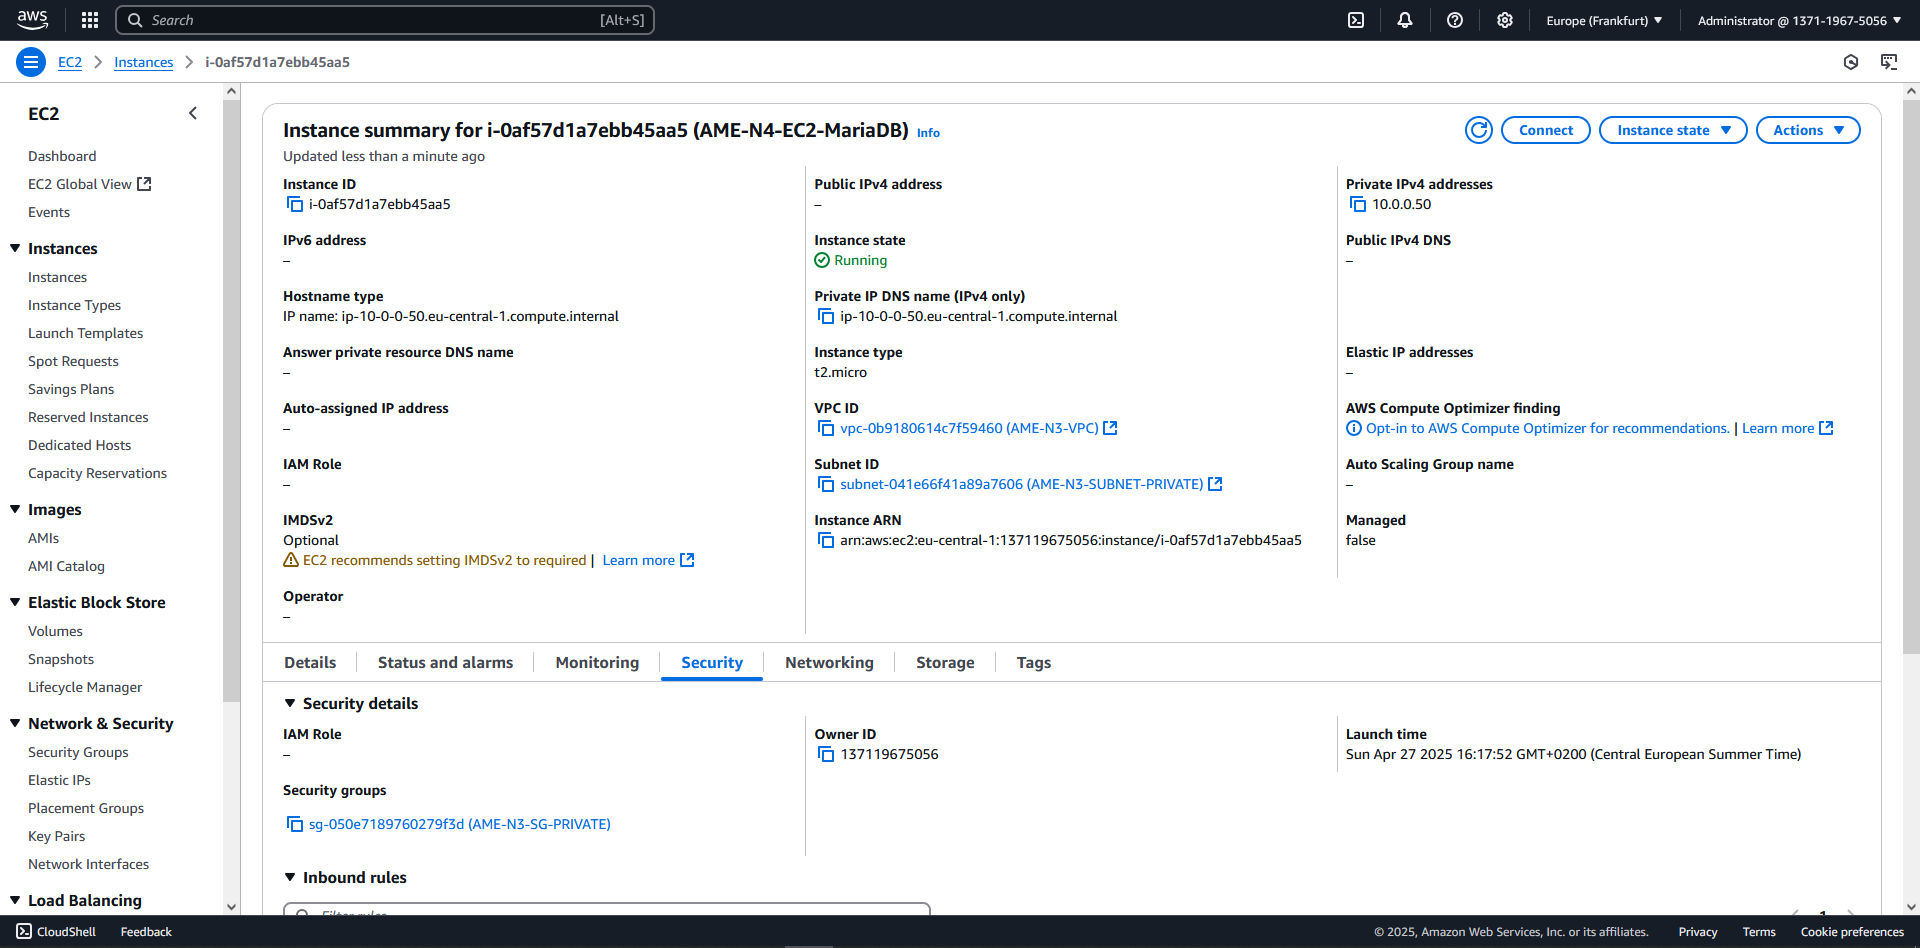 aws
Search [Alt+S]
Europe (Frankfurt)
Administrator @ 1371-1967-5056
EC2
Instances
i-0af57d1a7ebb45aa5
EC2
Dashboard
EC2 Global View
Events
Instances
Instances
Instance Types
Launch Templates
Spot Requests
Savings Plans
Reserved Instances
Dedicated Hosts
Capacity Reservations
Images
AMIs
AMI Catalog
Elastic Block Store
Volumes
Snapshots
Lifecycle Manager
Network & Security
Security Groups
Elastic IPs
Placement Groups
Key Pairs
Network Interfaces
Load Balancing
Instance summary for i-0af57d1a7ebb45aa5 (AME-N4-EC2-MariaDB) Info
Updated less than a minute ago
Connect
Instance state
Actions
Instance ID
i-0af57d1a7ebb45aa5
Public IPv4 address
–
Private IPv4 addresses
10.0.0.50
IPv6 address
–
Instance state
Running
Public IPv4 DNS
–
Hostname type
IP name: ip-10-0-0-50.eu-central-1.compute.internal
Private IP DNS name (IPv4 only)
ip-10-0-0-50.eu-central-1.compute.internal
Answer private resource DNS name
–
Instance type
t2.micro
Elastic IP addresses
–
Auto-assigned IP address
–
VPC ID
vpc-0b9180614c7f59460 (AME-N3-VPC)
AWS Compute Optimizer finding
Opt-in to AWS Compute Optimizer for recommendations. | Learn more
IAM Role
–
Subnet ID
subnet-041e66f41a89a7606 (AME-N3-SUBNET-PRIVATE)
Auto Scaling Group name
–
IMDSv2
Optional
EC2 recommends setting IMDSv2 to required | Learn more
Instance ARN
arn:aws:ec2:eu-central-1:137119675056:instance/i-0af57d1a7ebb45aa5
Managed
false
Operator
–
Details
Status and alarms
Monitoring
Security
Networking
Storage
Tags
Security details
IAM Role
–
Owner ID
137119675056
Launch time
Sun Apr 27 2025 16:17:52 GMT+0200 (Central European Summer Time)
Security groups
sg-050e7189760279f3d (AME-N3-SG-PRIVATE)
Inbound rules
Filter rules
1
CloudShell
Feedback
© 2025, Amazon Web Services, Inc. or its affiliates.
Privacy
Terms
Cookie preferences